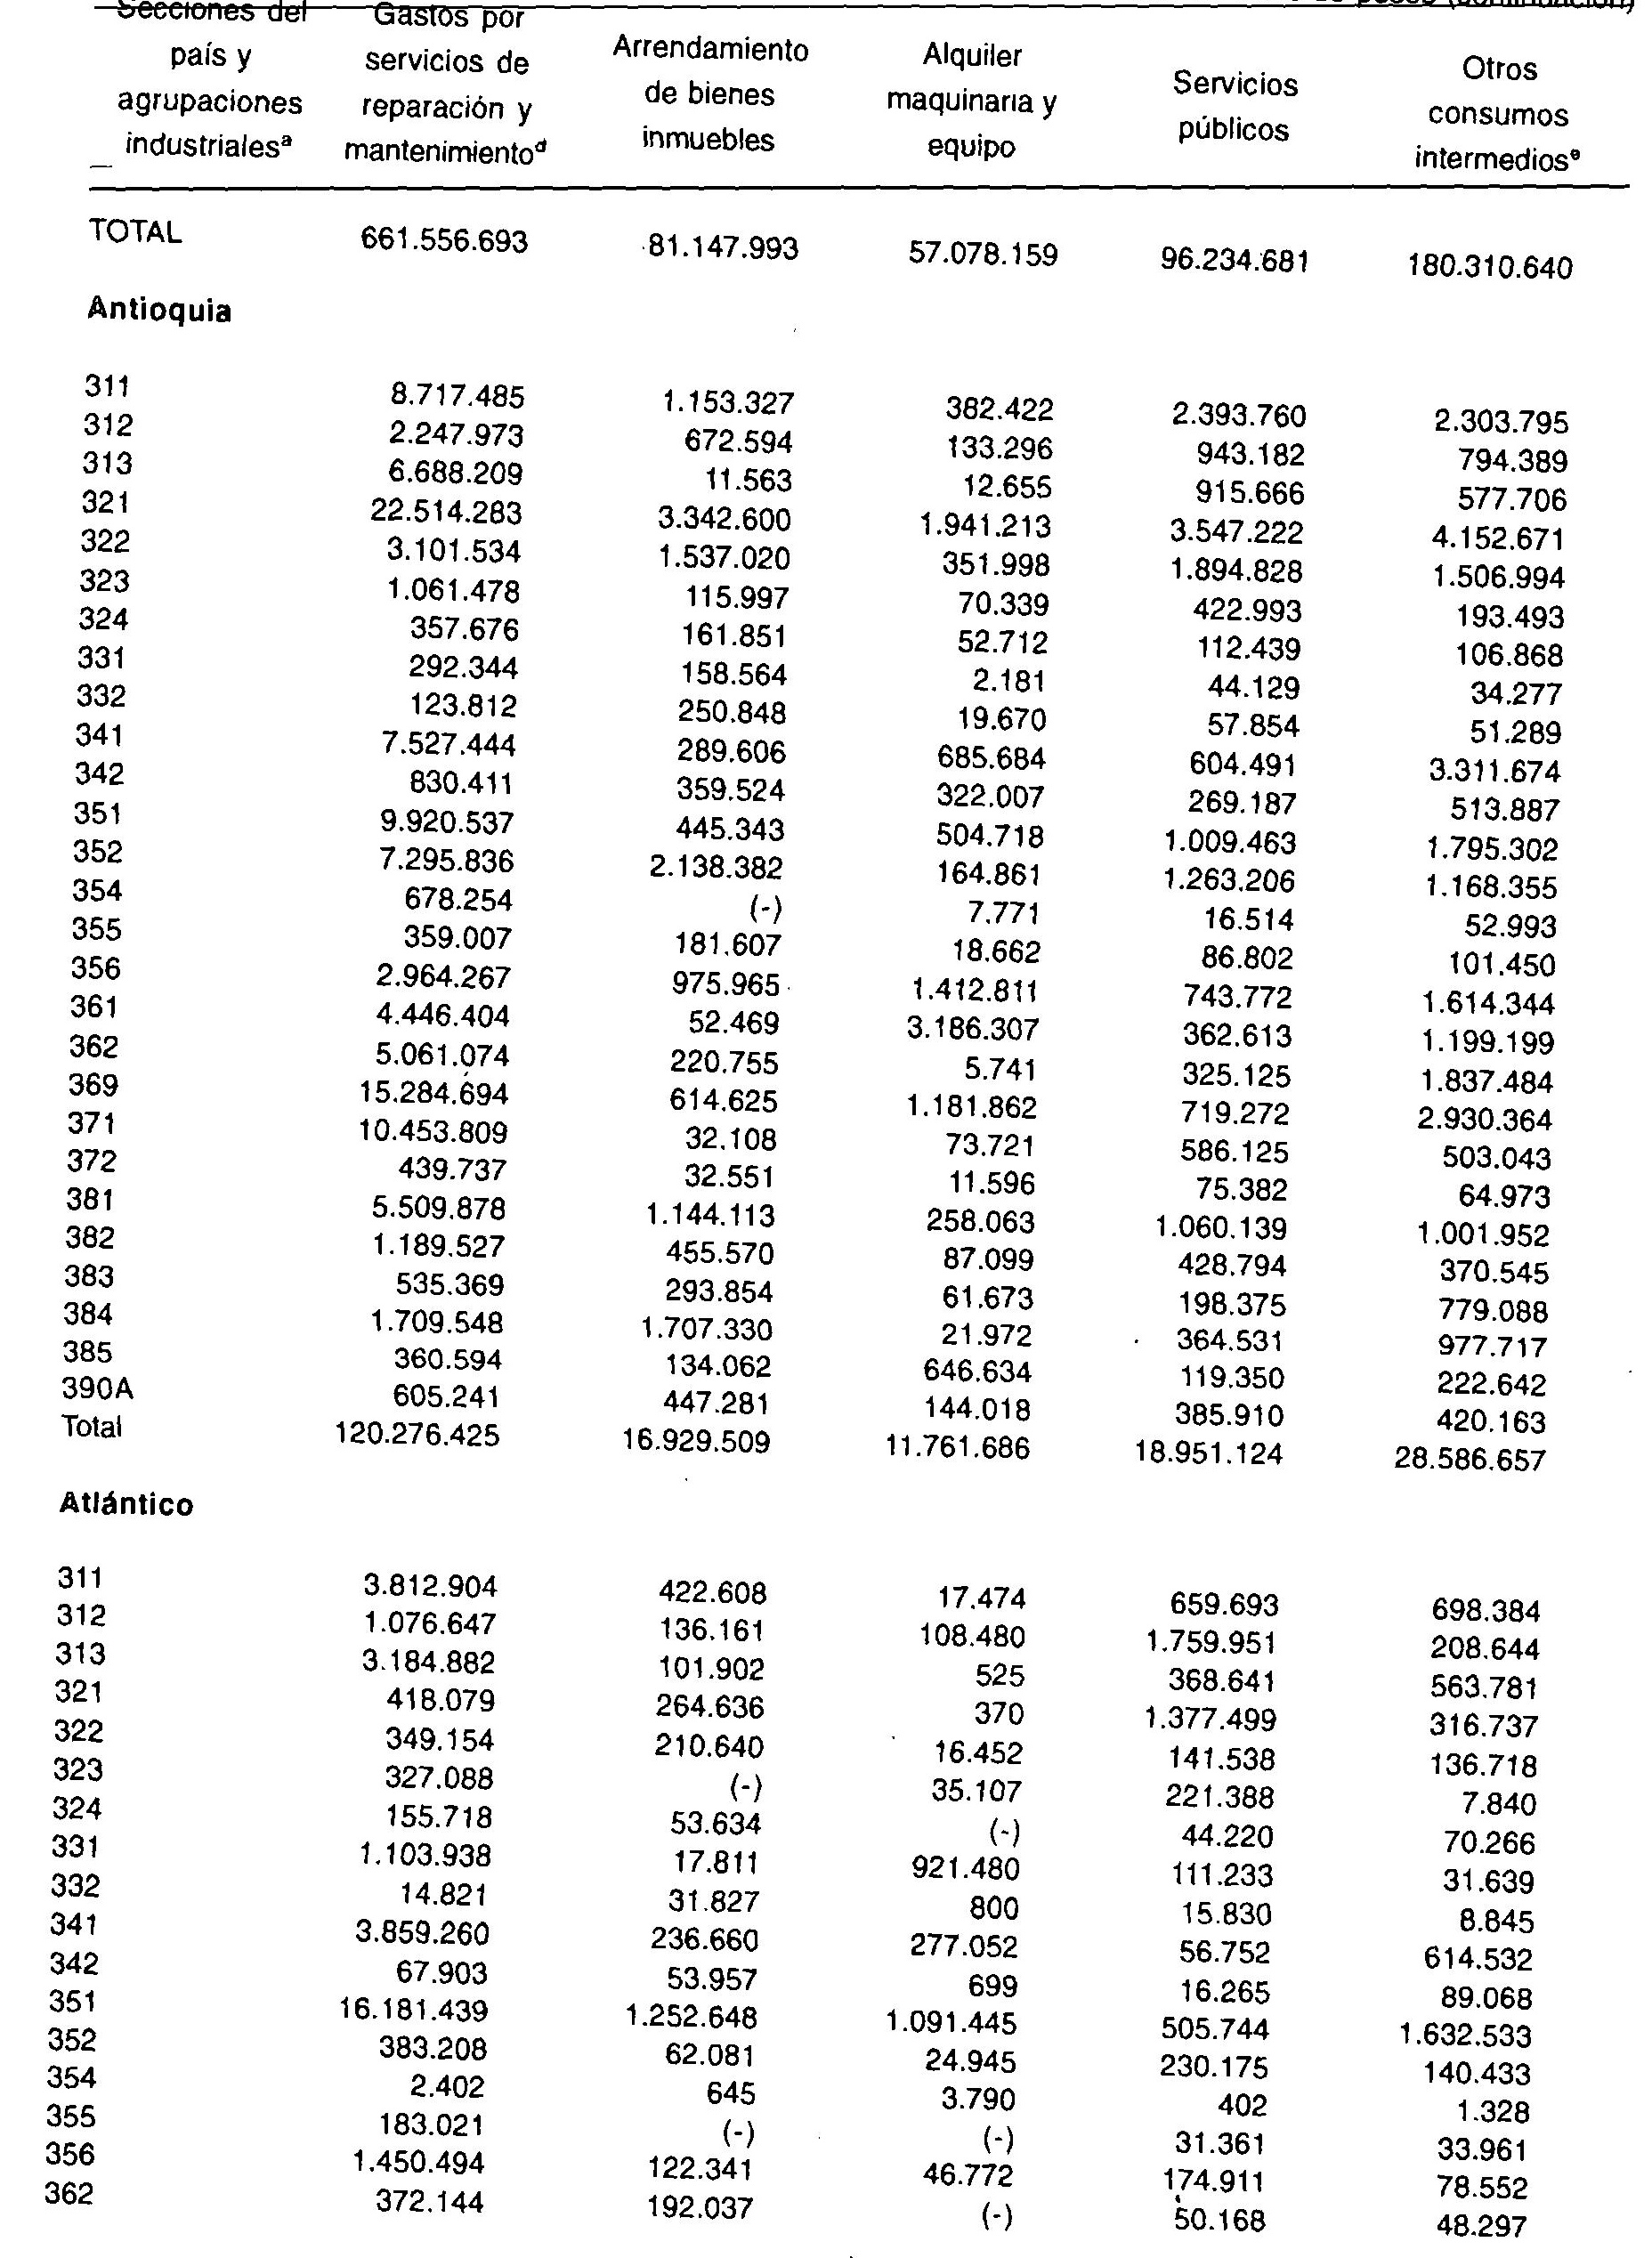 Secciones del país y agrupaciones industrialesª Gastos por servicios de reparación y mantenimientoᵈ Arrendamiento de bienes inmuebles Alquiler maquinaria y equipo Servicios públicos Otros consumos intermediosᵉ
TOTAL 661.556.693 81.147.993 57.078.159 96.234.681 180.310.640
Antioquia
311 8.717.485 1.153.327 382.422 2.393.760 2.303.795
312 2.247.973 672.594 133.296 943.182 794.389
313 6.688.209 11.563 12.655 915.666 577.706
321 22.514.283 3.342.600 1.941.213 3.547.222 4.152.671
322 3.101.534 1.537.020 351.998 1.894.828 1.506.994
323 1.061.478 115.997 70.339 422.993 193.493
324 357.676 161.851 52.712 112.439 106.868
331 292.344 158.564 2.181 44.129 34.277
332 123.812 250.848 19.670 57.854 51.289
341 7.527.444 289.606 685.684 604.491 3.311.674
342 830.411 359.524 322.007 269.187 513.887
351 9.920.537 445.343 504.718 1.009.463 1.795.302
352 7.295.836 2.138.382 164.861 1.263.206 1.168.355
354 678.254 (-) 7.771 16.514 52.993
355 359.007 181.607 18.662 86.802 101.450
356 2.964.267 975.965 1.412.811 743.772 1.614.344
361 4.446.404 52.469 3.186.307 362.613 1.199.199
362 5.061.074 220.755 5.741 325.125 1.837.484
369 15.284.694 614.625 1.181.862 719.272 2.930.364
371 10.453.809 32.108 73.721 586.125 503.043
372 439.737 32.551 11.596 75.382 64.973
381 5.509.878 1.144.113 258.063 1.060.139 1.001.952
382 1.189.527 455.570 87.099 428.794 370.545
383 535.369 293.854 61.673 198.375 779.088
384 1.709.548 1.707.330 21.972 364.531 977.717
385 360.594 134.062 646.634 119.350 222.642
390A 605.241 447.281 144.018 385.910 420.163
Total 120.276.425 16.929.509 11.761.686 18.951.124 28.586.657
Atlántico
311 3.812.904 422.608 17.474 659.693 698.384
312 1.076.647 136.161 108.480 1.759.951 208.644
313 3.184.882 101.902 525 368.641 563.781
321 418.079 264.636 370 1.377.499 316.737
322 349.154 210.640 16.452 141.538 136.718
323 327.088 (-) 35.107 221.388 7.840
324 155.718 53.634 (-) 44.220 70.266
331 1.103.938 17.811 921.480 111.233 31.639
332 14.821 31.827 800 15.830 8.845
341 3.859.260 236.660 277.052 56.752 614.532
342 67.903 53.957 699 16.265 89.068
351 16.181.439 1.252.648 1.091.445 505.744 1.632.533
352 383.208 62.081 24.945 230.175 140.433
354 2.402 645 3.790 402 1.328
355 183.021 (-) (-) 31.361 33.961
356 1.450.494 122.341 46.772 174.911 78.552
362 372.144 192.037 (-) 50.168 48.297